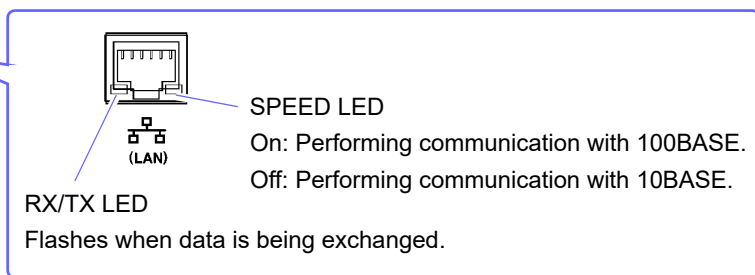 SPEED LED
On: Performing communication with 100BASE.
(LAN)
Off: Performing communication with 10BASE.
RX/TX LED
Flashes when data is being exchanged.